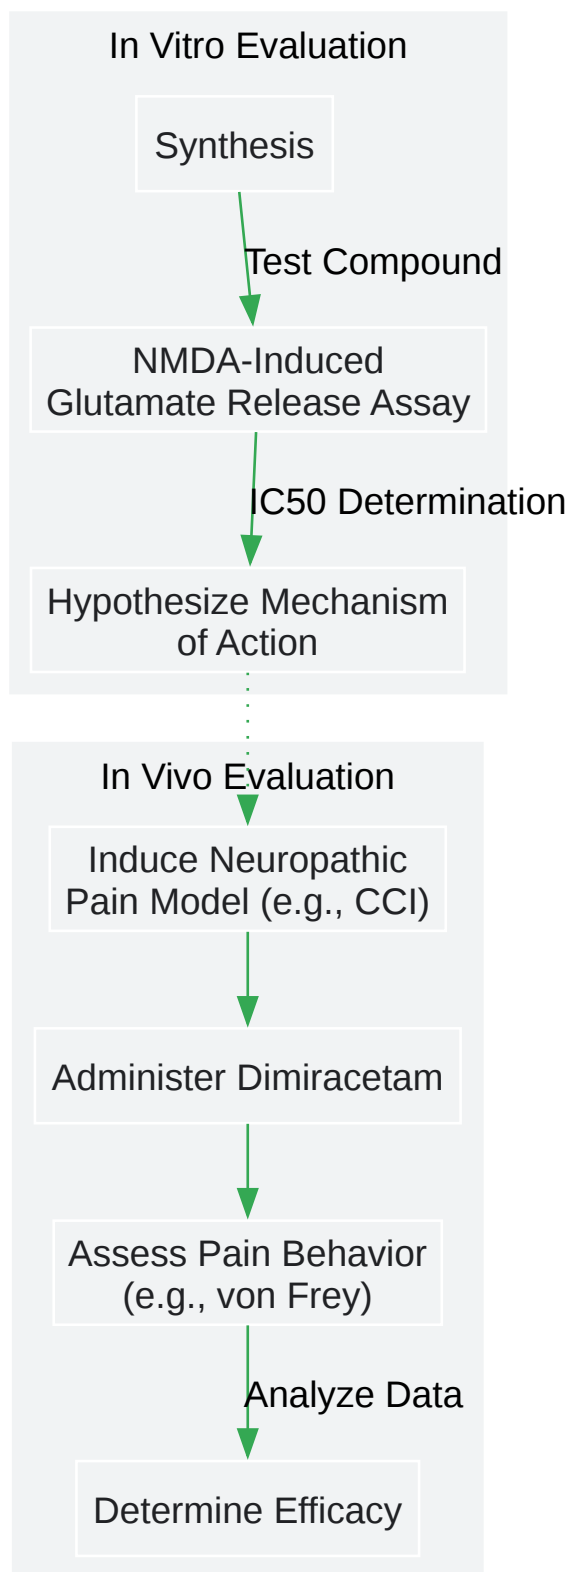 In Vitro Evaluation
Synthesis
Test Compound
NMDA-Induced
Glutamate Release Assay
IC50 Determination
Hypothesize Mechanism
of Action
In Vivo Evaluation
Induce Neuropathic
Pain Model (e.g., CCI)
Administer Dimiracetam
Assess Pain Behavior
(e.g., von Frey)
Analyze Data
Determine Efficacy